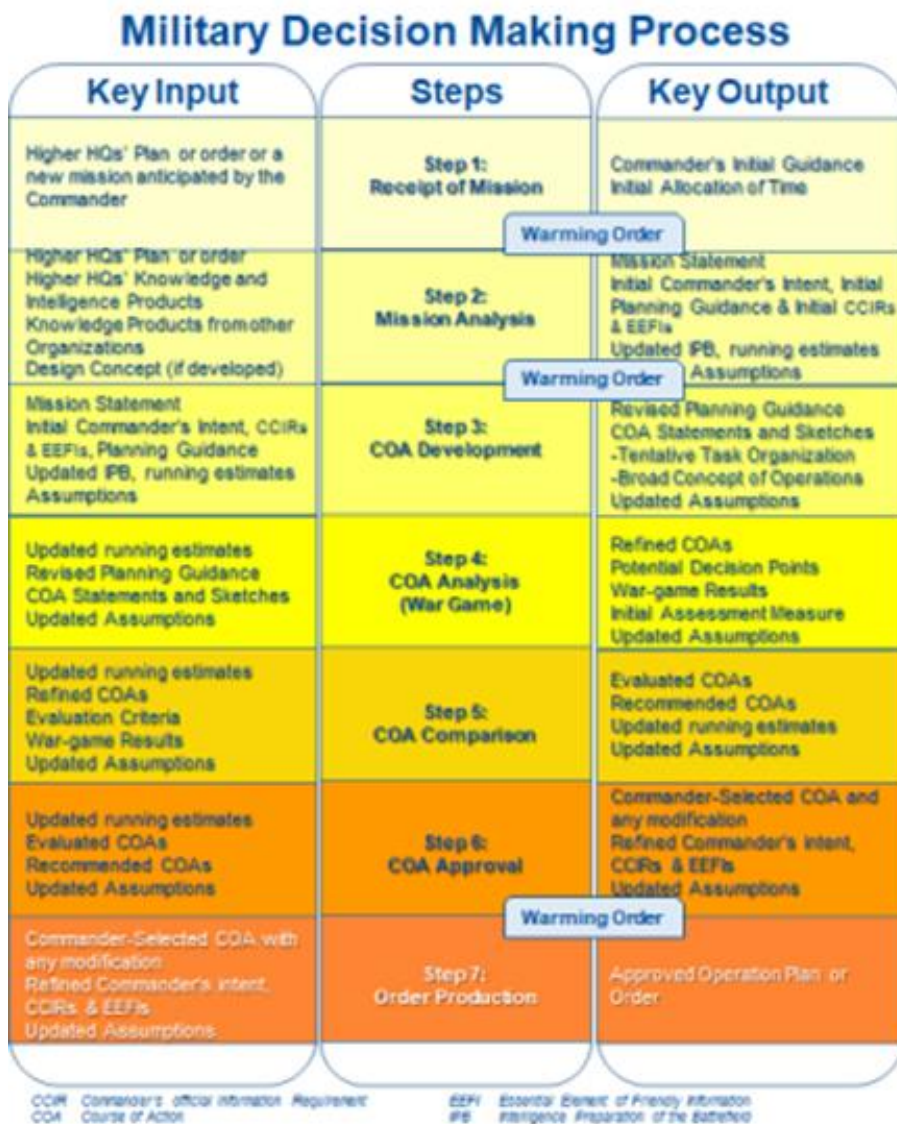 Military Decision Making Process
Key Input
Steps
Key Output
Higher HQs' Plan or order or a
new mission anticipated by the
Commander
Step 1:
Receipt of Mission
Commander's Initial Guidance
Initial Allocation of Time
Warming Order
Higher HQs' Plan or order
Higher HQs' Knowledge and
Intelligence Products
Knowledge Products from other
Organizations
Design Concept (if developed)
Step 2:
Mission Analysis
Mission Statement
Initial Commander's Intent, Initial
Planning Guidance & Initial CCIRs
& EEFIs
Updated IPB, running estimates
Assumptions
Warming Order
Mission Statement
Initial Commander's Intent, CCIRs
& EEFIs, Planning Guidance
Updated IPB, running estimates
Assumptions
Step 3:
COA Development
Revised Planning Guidance
COA Statements and Sketches
-Tentative Task Organization
-Broad Concept of Operations
Updated Assumptions
Updated running estimates
Revised Planning Guidance
COA Statements and Sketches
Updated Assumptions
Step 4:
COA Analysis
(War Game)
Refined COAs
Potential Decision Points
War-game Results
Initial Assessment Measure
Updated Assumptions
Updated running estimates
Refined COAs
Evaluation Criteria
War-game Results
Updated Assumptions
Step 5:
COA Comparison
Evaluated COAs
Recommended COAs
Updated running estimates
Updated Assumptions
Updated running estimates
Evaluated COAs
Recommended COAs
Updated Assumptions
Step 6:
COA Approval
Commander-Selected COA and
any modification
Refined Commander's intent,
CCIRs & EEFIs
Updated Assumptions
Warming Order
Commander-Selected COA with
any modification
Refined Commander's intent,
CCIRs & EEFIs
Updated Assumptions
Step 7:
Order Production
Approved Operation Plan or
Order
CCIR Commander's official Information Requirement
EEFI Essential Element of Friendly Information
COA Course of Action
IPB Intelligence Preparation of the Battlefield